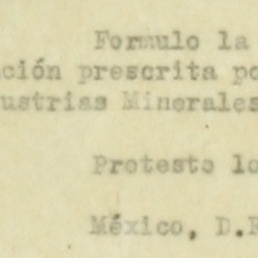 Formulo la
ción prescrita po
ustrias Minerales
Protesto lo
México, D.F